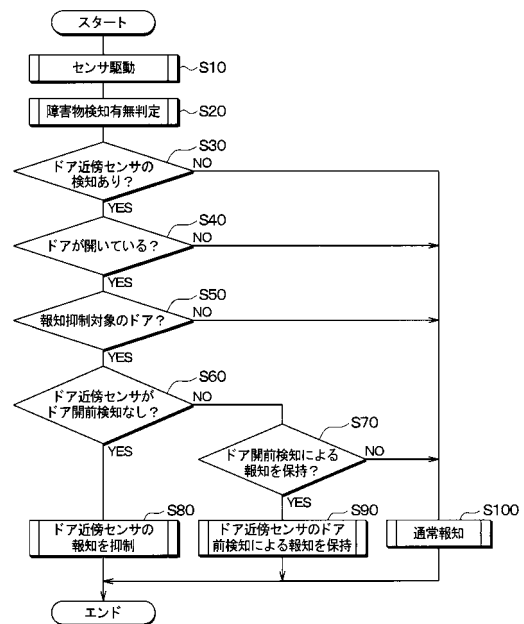 スタート
センサ駆動
S10
障害物検知有無判定
S20
S30
ドア近傍センサの
検知あり?
NO
YES
S40
ドアが開いている?
NO
YES
S50
報知抑制対象のドア?
NO
YES
S60
ドア近傍センサが
ドア開前検知なし?
NO
YES
S70
ドア開前検知による
報知を保持?
NO
YES
S80
ドア近傍センサの
報知を抑制
S90
ドア近傍センサのドア
前検知による報知を保持
S100
通常報知
エンド